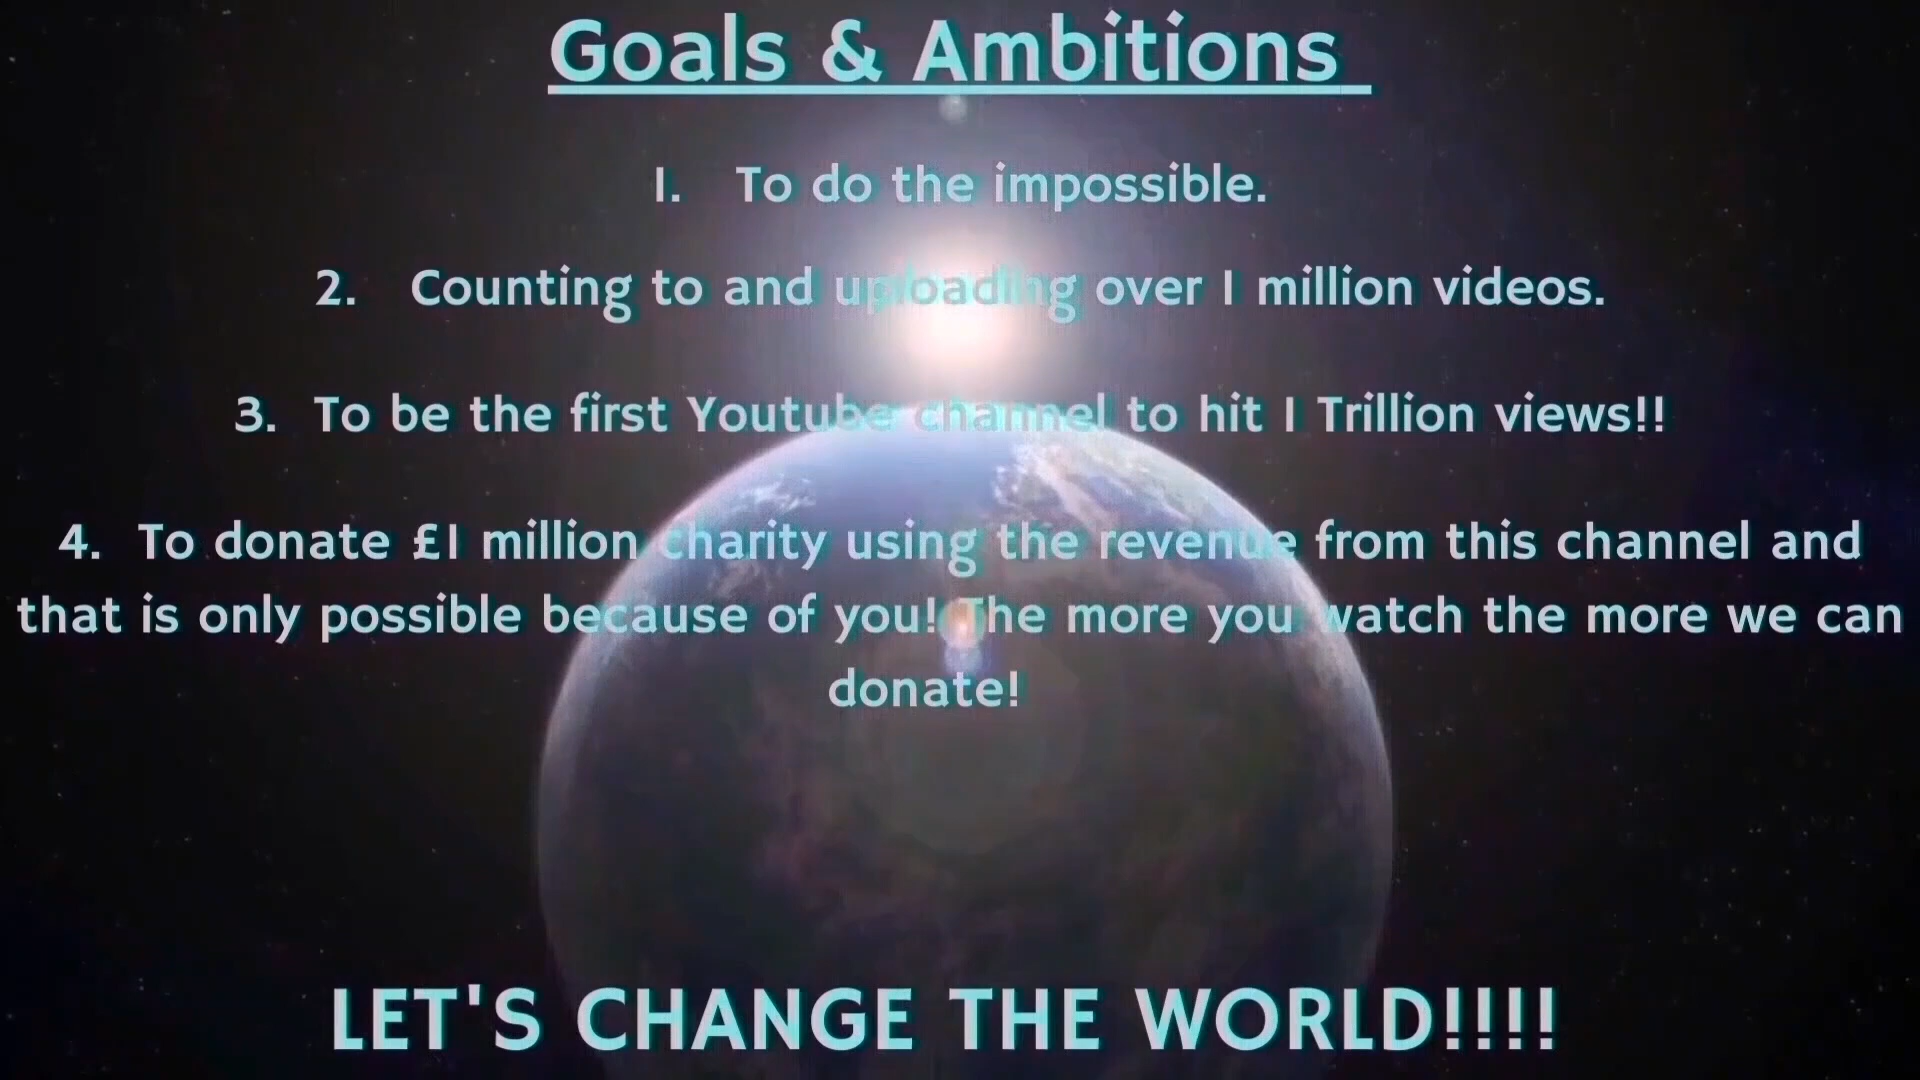 Goals & Ambitions
1. To do the impossible.
2. Counting to and uploading over 1 million videos.
3. To be the first Youtube channel to hit 1 Trillion views!!
4. To donate £1 million charity using the revenue from this channel and
that is only possible because of you! The more you watch the more we can
donate!
LET'S CHANGE THE WORLD!!!!